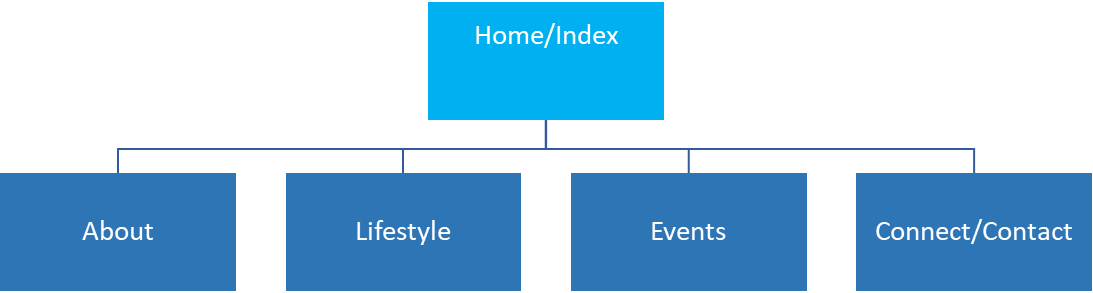 Home/Index
About
Lifestyle
Events
Connect/Contact